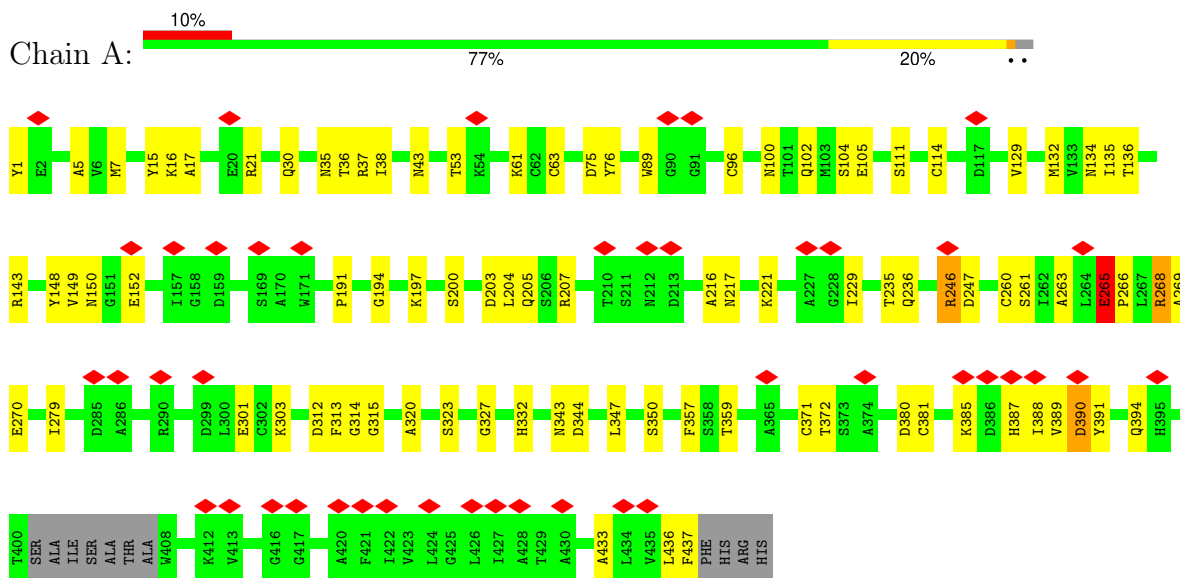 10%
Chain A:
77% 20% • •
Y1 E2 A5 V6 M7 Y15 K16 A17 E20 R21 Q30 N35 T36 R37 I38 N43 T53 K54 K61 C62 C63 D75 Y76 W89 G90 G91 C96 N100 T101 Q102 M103 S104 E105 S111 C114 D117 V129 M132 V133 N134 I135 T136
R143 Y148 V149 N150 G151 E152 I157 G158 D159 S169 A170 W171 P191 G194 K197 S200 D203 L204 Q205 S206 R207 T210 S211 N212 D213 A216 N217 K221 A227 G228 I229 T235 Q236 R246 D247 C260 S261 I262 A263 L264 E265 P266 L267 R268 A269
E270 I279 D285 A286 R290 D299 L300 E301 C302 K303 D312 F313 G314 G315 A320 S323 G327 H332 N343 D344 L347 S350 F357 S358 T359 A365 C371 T372 S373 A374 D380 C381 K385 D386 H387 I388 V389 D390 Y391 Q394 H395
T400 SER ALA ILE SER ALA THR ALA W408 K412 V413 G416 G417 A420 F421 I422 V423 L424 G425 L426 I427 A428 T429 A430 A433 L434 V435 L436 F437 PHE HIS ARG HIS